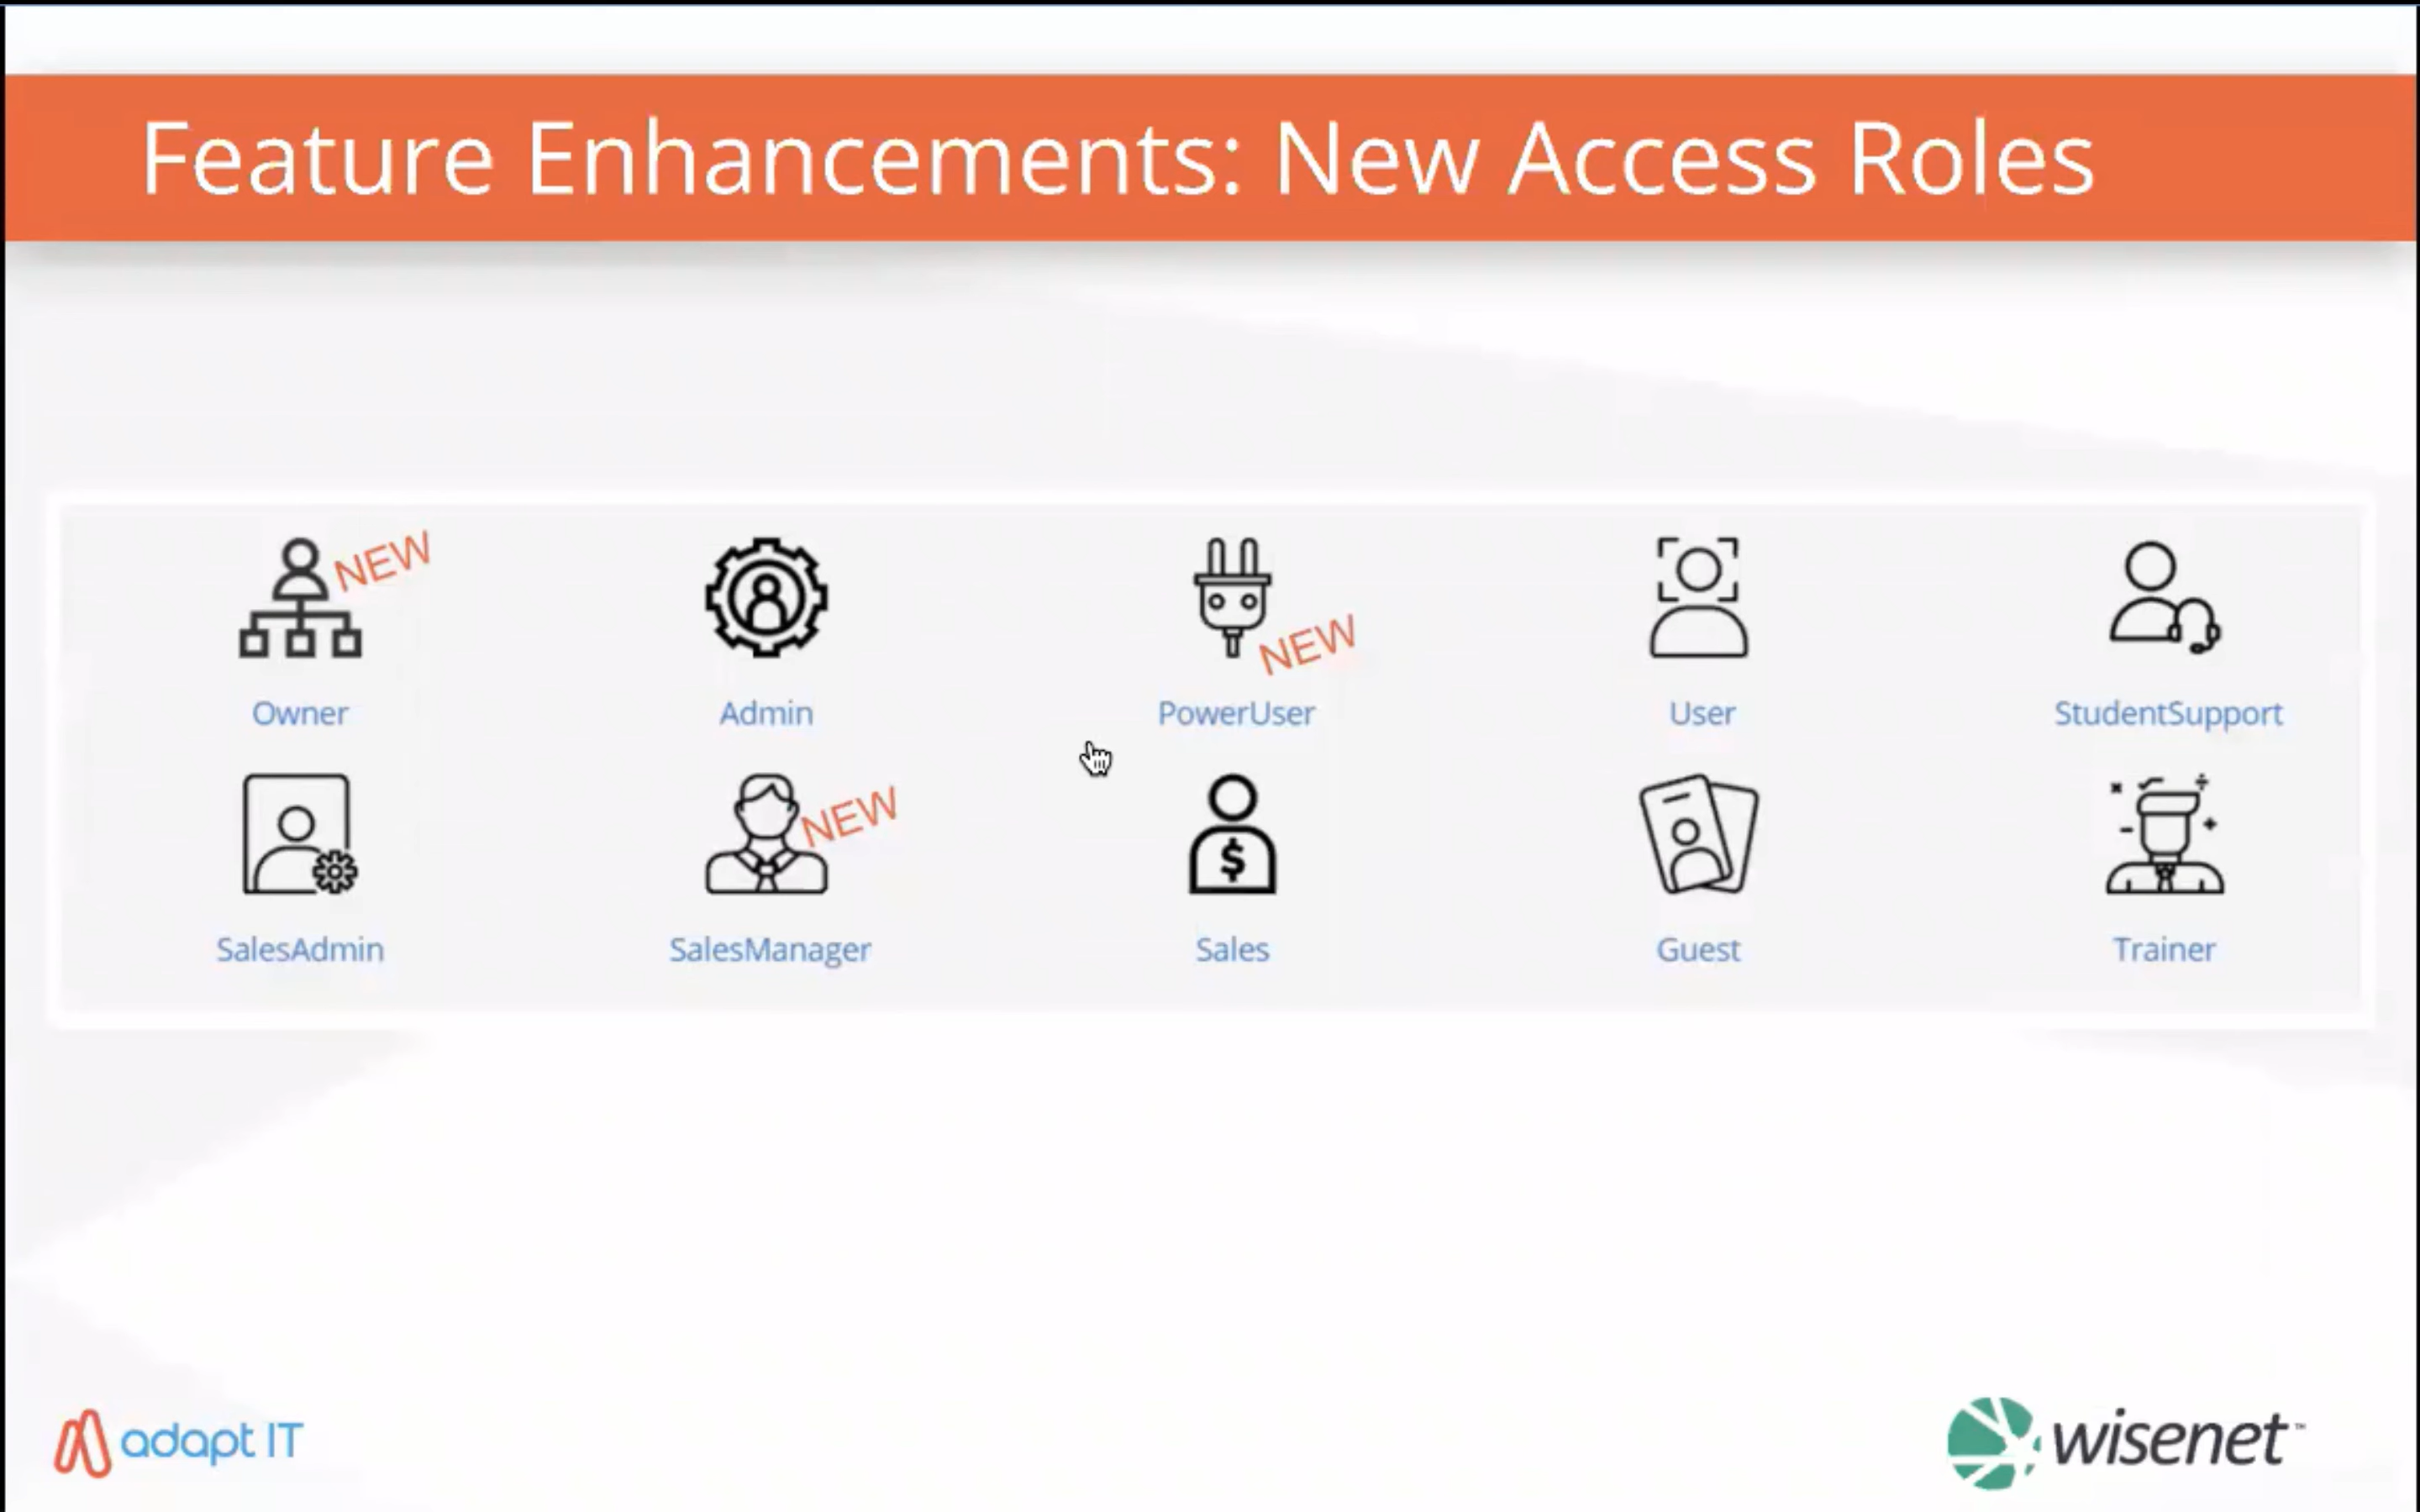 Feature Enhancements: New Access Roles
NEW
NEW
Owner Admin PowerUser User StudentSupport
NEW
$
SalesAdmin SalesManager Sales Guest Trainer
adapt IT
wisenet™